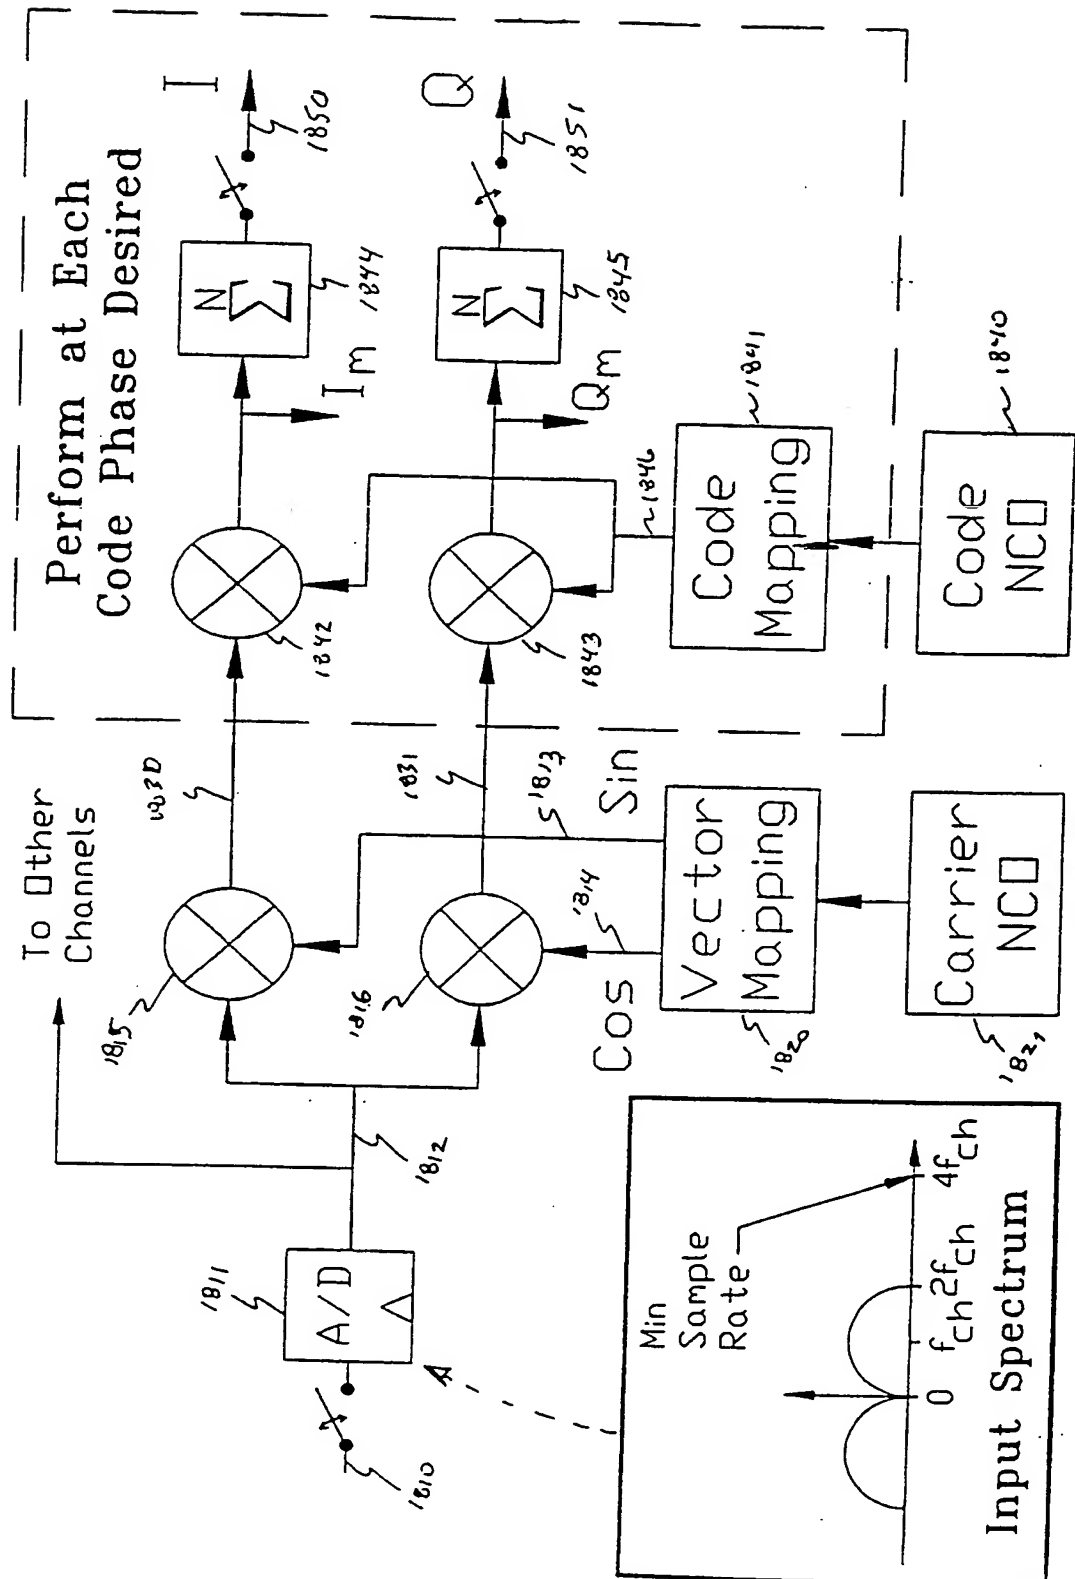 Perform at Each
Code Phase Desired
I
1850
N
Σ
1844
Im
1842
Q
1851
N
Σ
1845
Qm
1843
1846
Code
Mapping
1841
Code
NCO
1840
To Other
Channels
1830
1831
1815
1816
Sin
1813
Cos
1814
Vector
Mapping
1820
Carrier
NCO
1821
1812
A/D
Δ
1811
1810
Min
Sample
Rate
0
fch
2fch
4fch
Input Spectrum